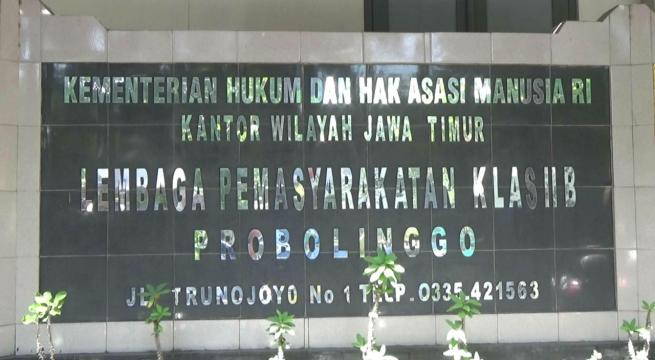 KEMENTERIAN HUKUM DAN HAK ASASI MANUSIA RI
KANTOR WILAYAH JAWA TIMUR
LEMBAGA PEMASYARAKATAN KLAS IIB
PROBOLINGGO
JL. TRUNOJOYO No 1 TELP. 0335.421563